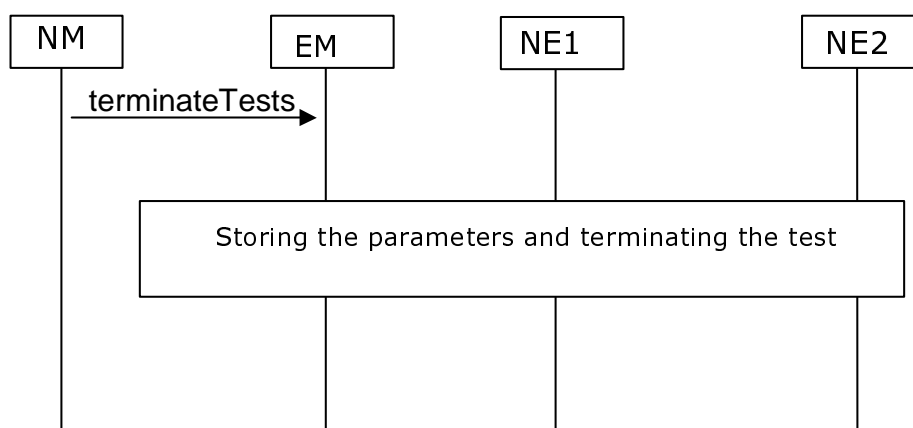 NM
EM
NE1
NE2
terminateTests
Storing the parameters and terminating the test